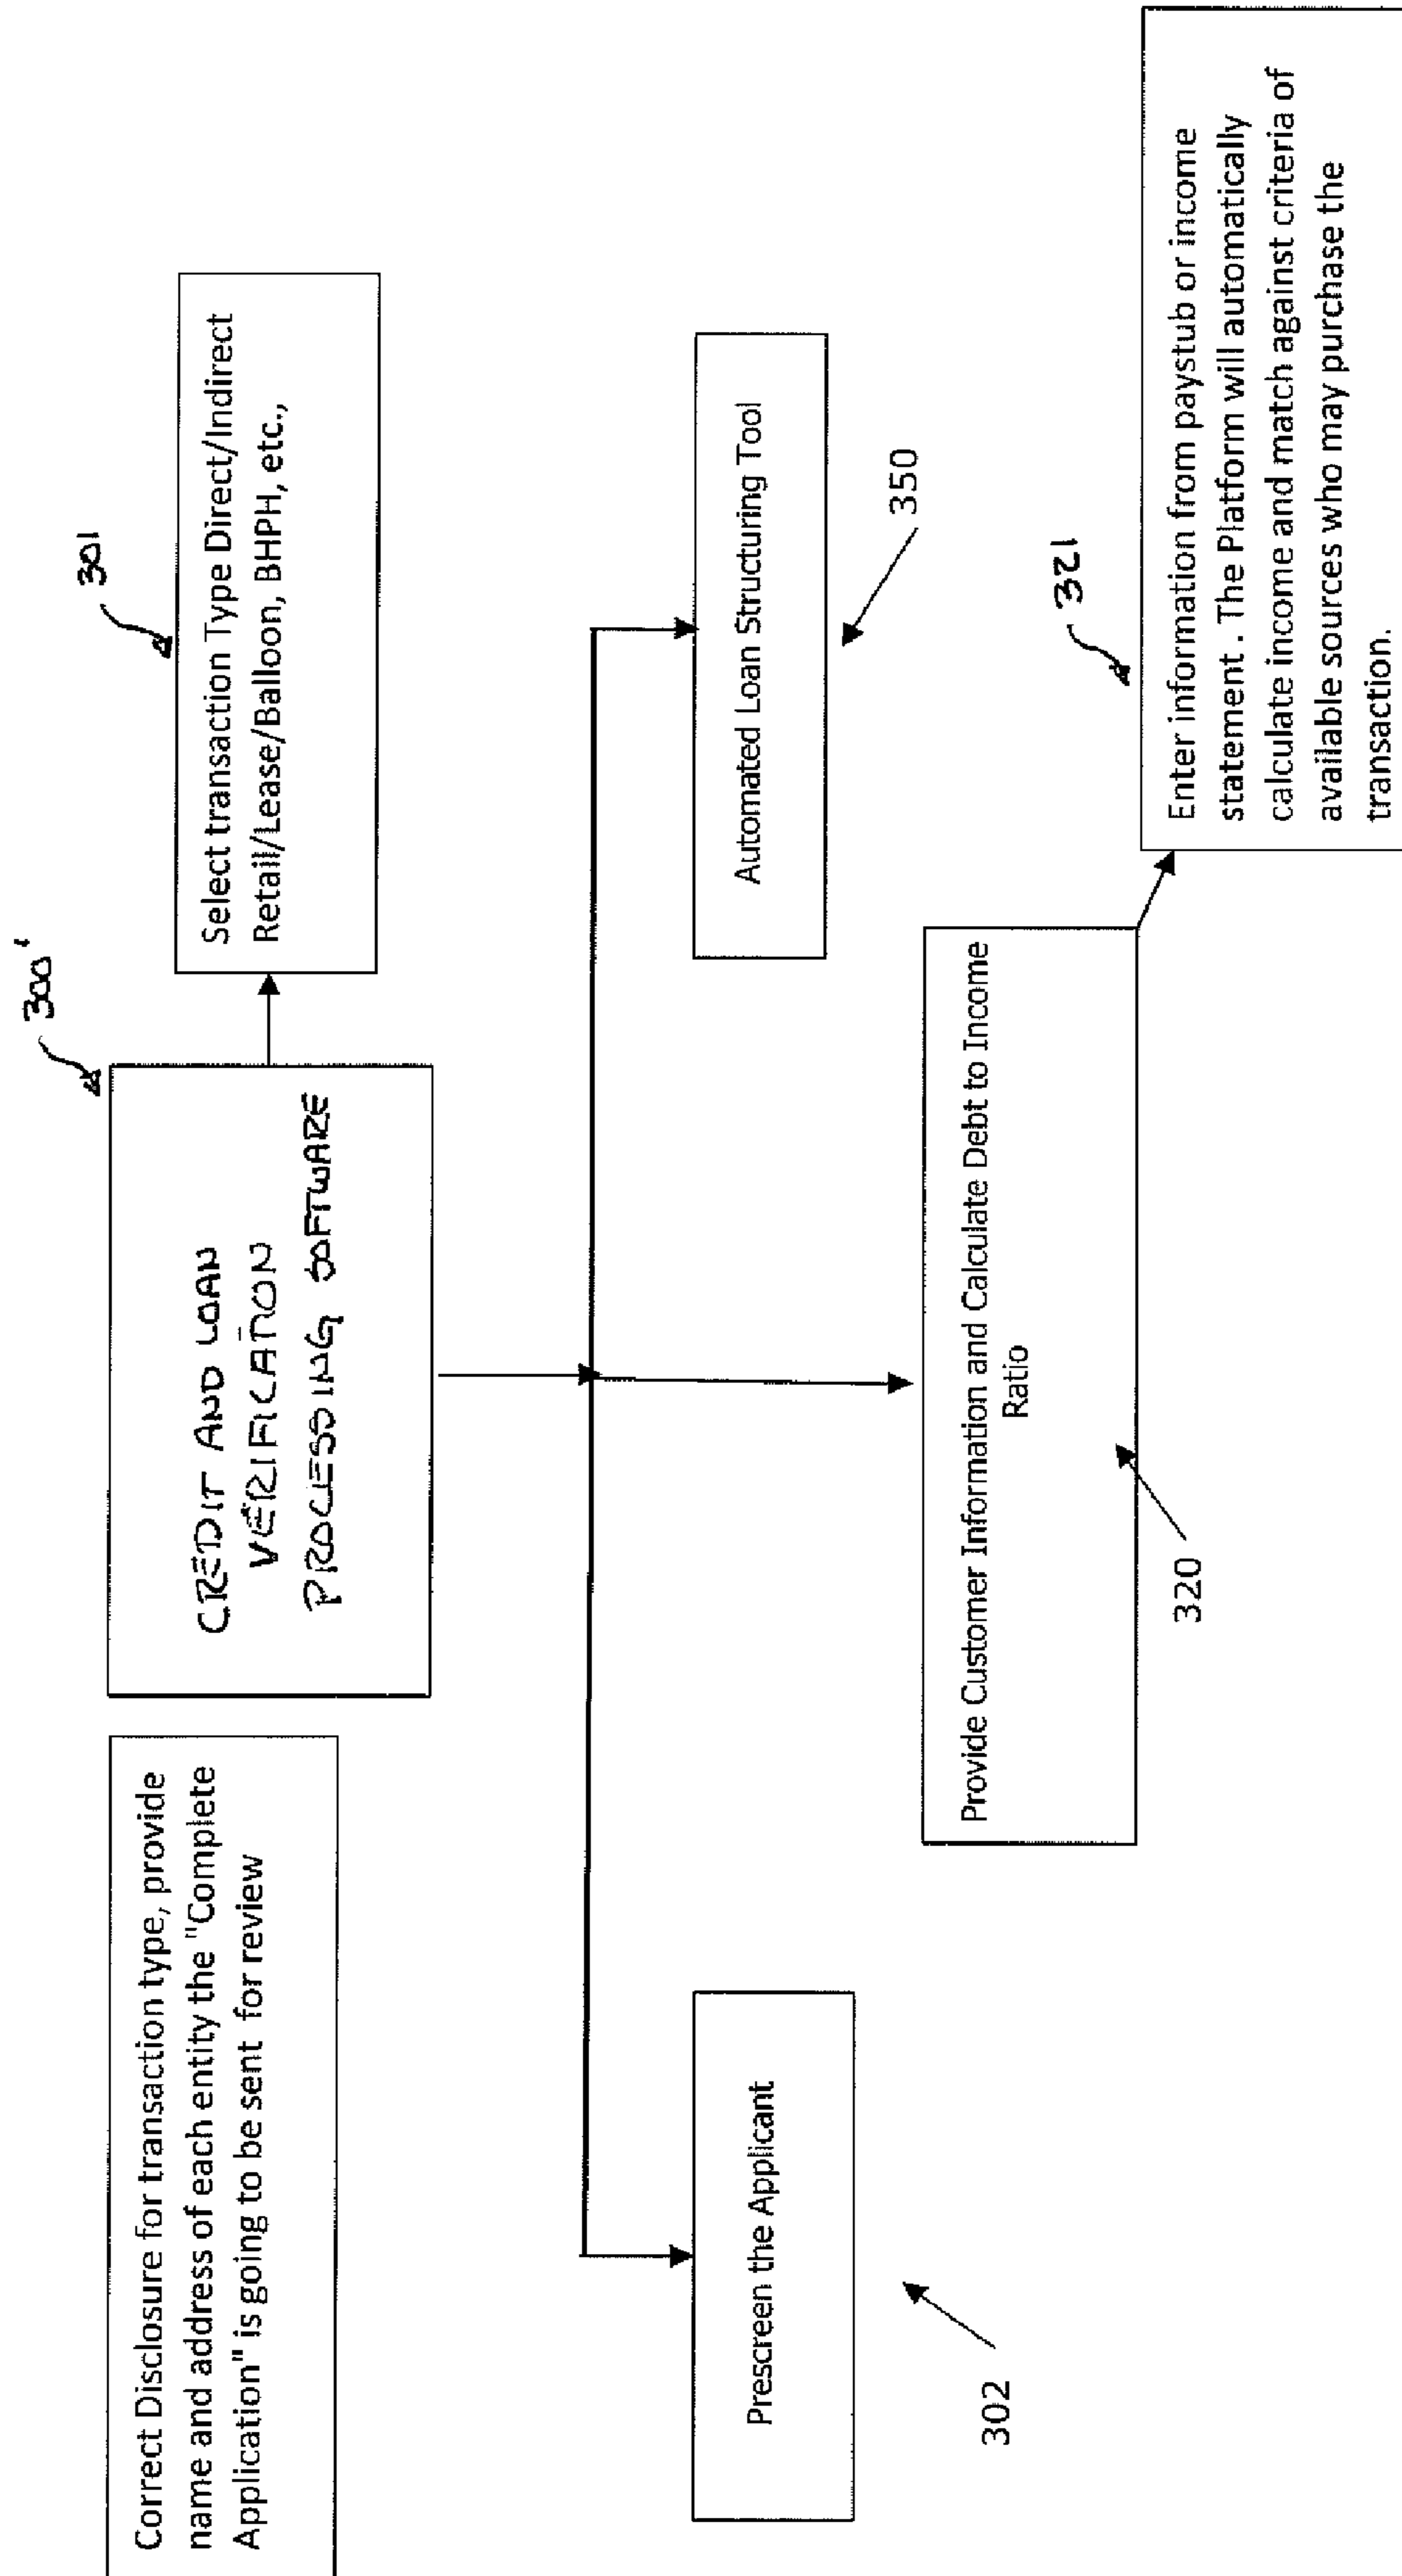 Correct Disclosure for transaction type, provide
name and address of each entity the "Complete
Application" is going to be sent for review
300'
CREDIT AND LOAN
VERIFICATION
PROCESSING SOFTWARE
301
Select transaction Type Direct/Indirect
Retail/Lease/Balloon, BHPH, etc.,
Prescreen the Applicant
302
Automated Loan Structuring Tool
350
Provide Customer Information and Calculate Debt to Income
Ratio
320
321
Enter information from paystub or income
statement . The Platform will automatically
calculate income and match against criteria of
available sources who may purchase the
transaction.